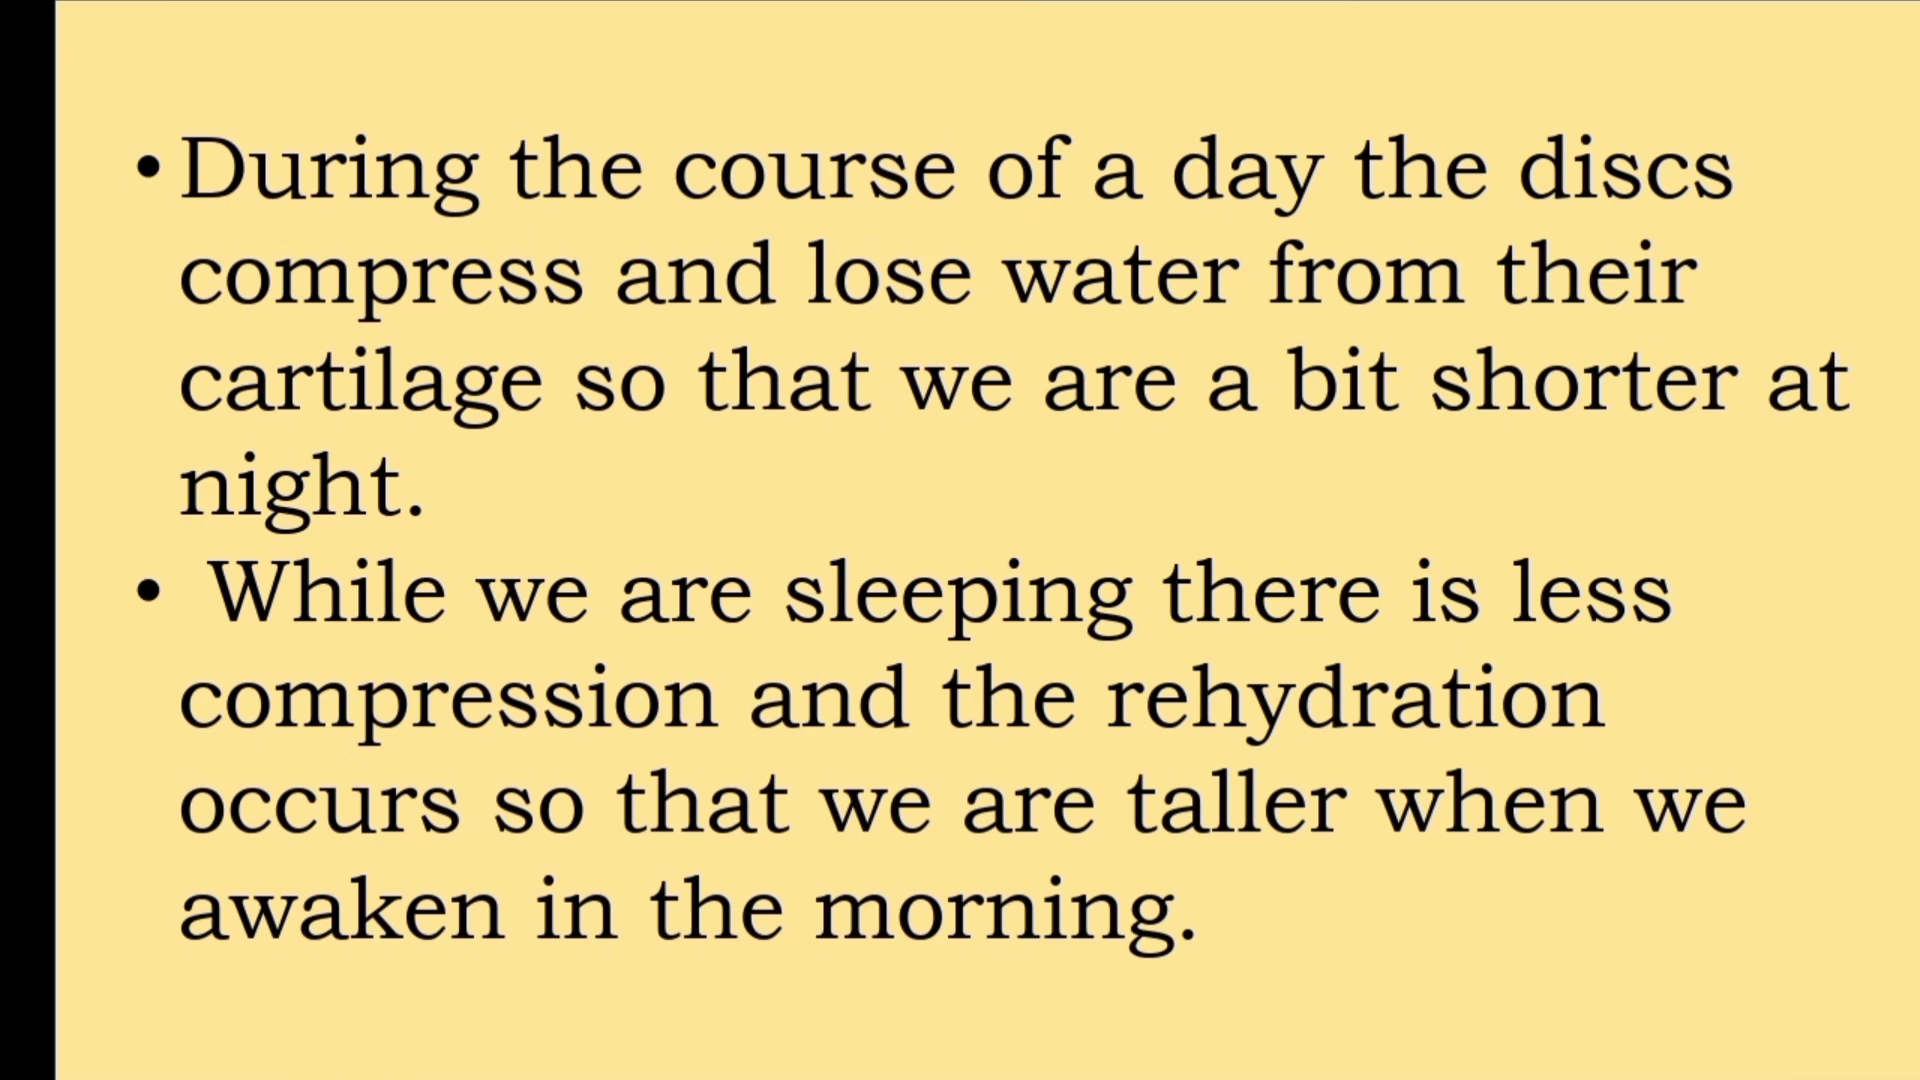 • During the course of a day the discs
compress and lose water from their
cartilage so that we are a bit shorter at
night.
• While we are sleeping there is less
compression and the rehydration
occurs so that we are taller when we
awaken in the morning.